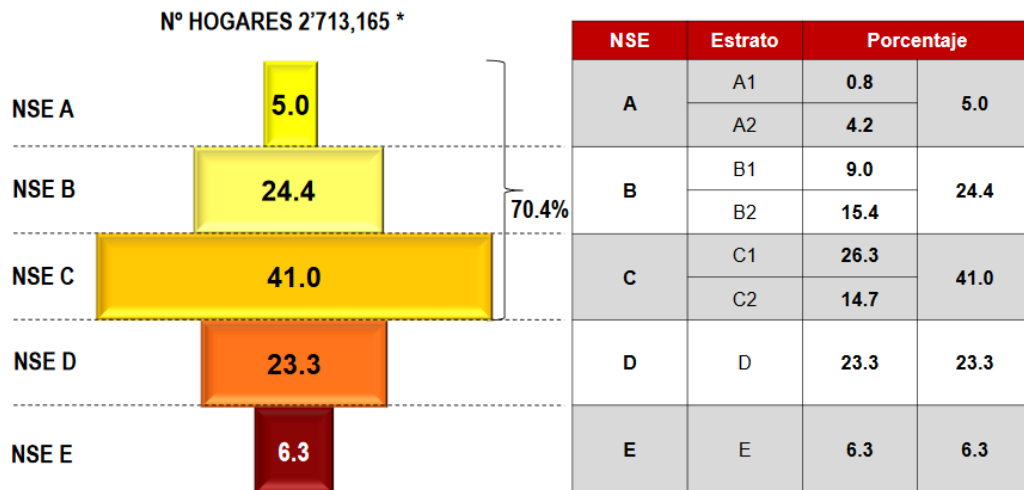 Nº HOGARES 2’713,165 *
NSE A
5.0
NSE B
24.4
NSE C
41.0
NSE D
23.3
NSE E
6.3
70.4%
NSE Estrato Porcentaje
A A1 0.8 5.0
A2 4.2
B B1 9.0 24.4
B2 15.4
C C1 26.3 41.0
C2 14.7
D D 23.3 23.3
E E 6.3 6.3